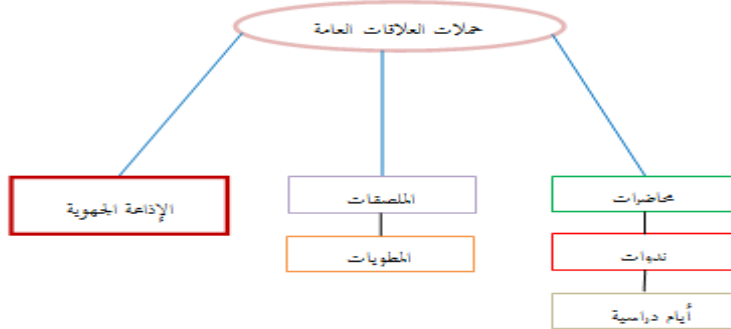 حملات العلاقات العامة
محاضرات
الملصقات
الإذاعة الجهوية
ندوات
المطويات
أيام دراسية